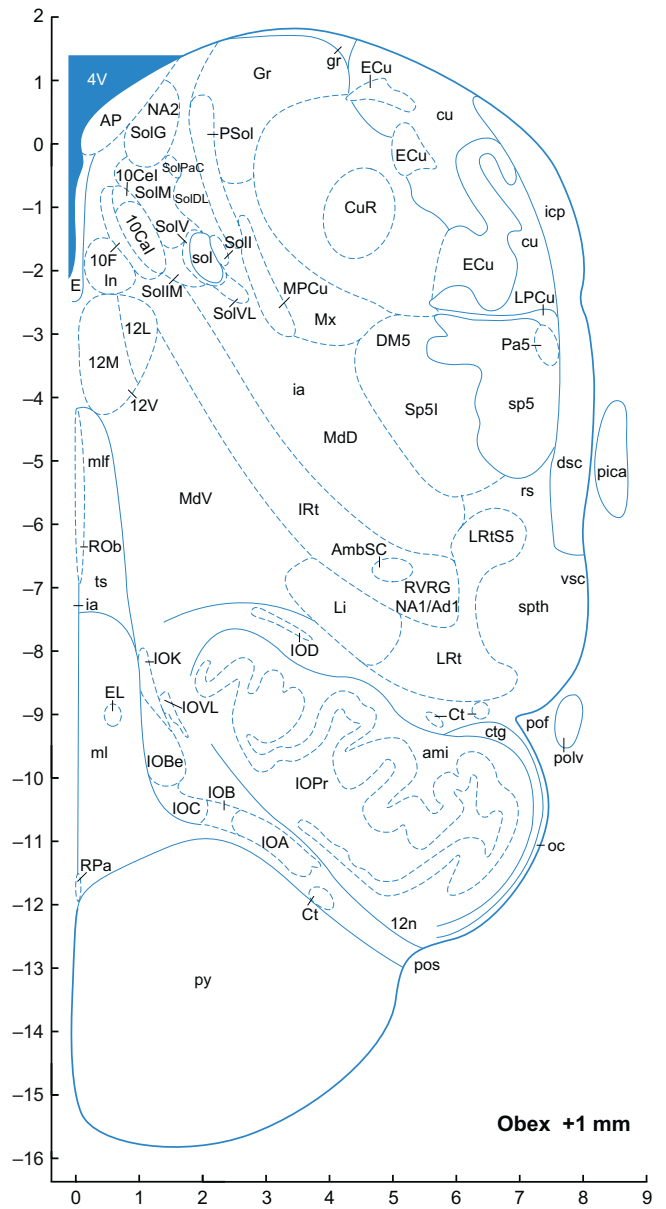 2
1
0
–1
–2
–3
–4
–5
–6
–7
–8
–9
–10
–11
–12
–13
–14
–15
–16
4V
Gr
gr
ECu
AP
NA2
cu
SolG
PSol
ECu
SolPaC
10CeI
SolM
SolDL
CuR
icp
10CaI
SolV
SolI
cu
10F
sol
ECu
E
In
SolIM
MPCu
LPCu
SolVL
Mx
12L
DM5
Pa5
12M
ia
12V
Sp5I
sp5
MdD
mlf
dsc
pica
MdV
rs
IRt
ROb
AmbSC
LRtS5
ts
RVRG
vsc
ia
Li
NA1/Ad1
spth
IOD
LRt
IOK
EL
IOVL
Ct
pof
ctg
ml
ami
polv
IOBe
IOPr
IOB
IOC
IOA
oc
RPa
Ct
12n
pos
py
Obex +1 mm
0 1 2 3 4 5 6 7 8 9